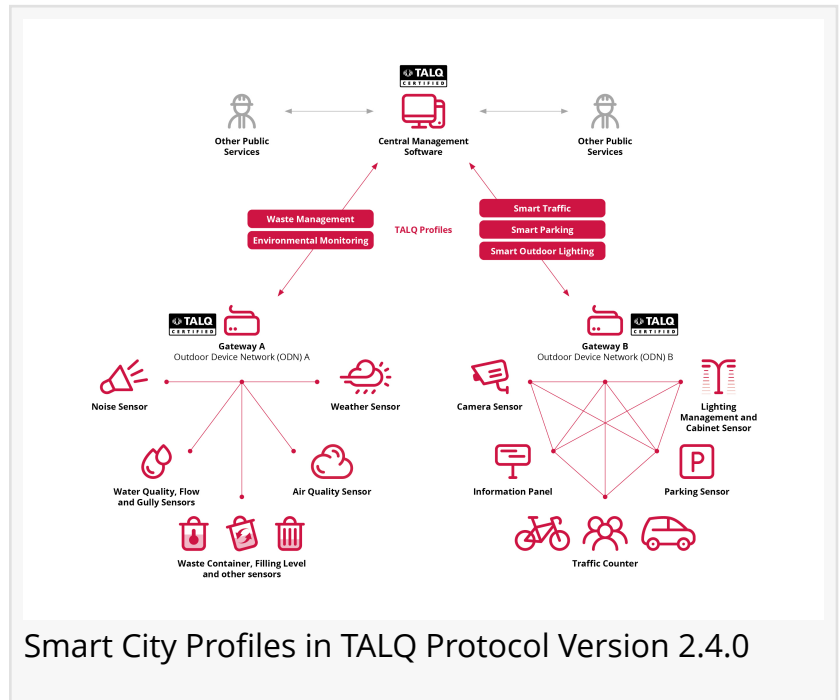 TALQ
CERTIFIED
Other Public
Services
Central Management
Software
Other Public
Services
Waste Management
Environmental Monitoring
TALQ Profiles
Smart Traffic
Smart Parking
Smart Outdoor Lighting
TALQ
CERTIFIED
Gateway A
Outdoor Device Network (ODN) A
TALQ
CERTIFIED
Gateway B
Outdoor Device Network (ODN) B
Noise Sensor
Weather Sensor
Camera Sensor
Lighting
Management and
Cabinet Sensor
Water Quality, Flow
and Gully Sensors
Air Quality Sensor
Information Panel
P
Parking Sensor
Waste Container, Filling Level
and other sensors
Traffic Counter
Smart City Profiles in TALQ Protocol Version 2.4.0